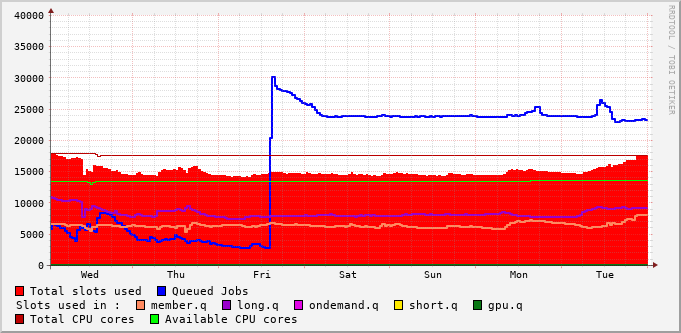 40000
35000
30000
25000
20000
15000
10000
5000
0
Wed Thu Fri Sat Sun Mon Tue
Total slots used Queued Jobs
Slots used in : member.q long.q ondemand.q short.q gpu.q
Total CPU cores Available CPU cores
RRDTOOL / TOBI OETIKER